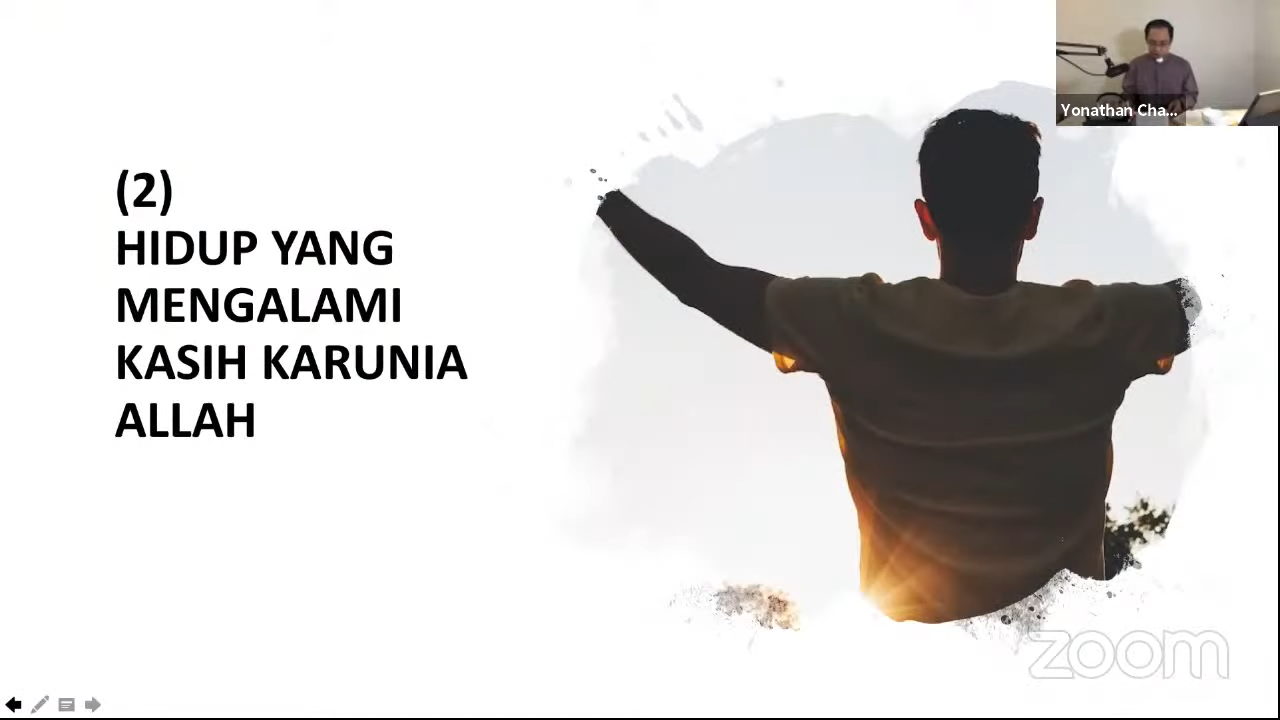 Yonathan Cha...
(2)
HIDUP YANG
MENGALAMI
KASIH KARUNIA
ALLAH
zoom